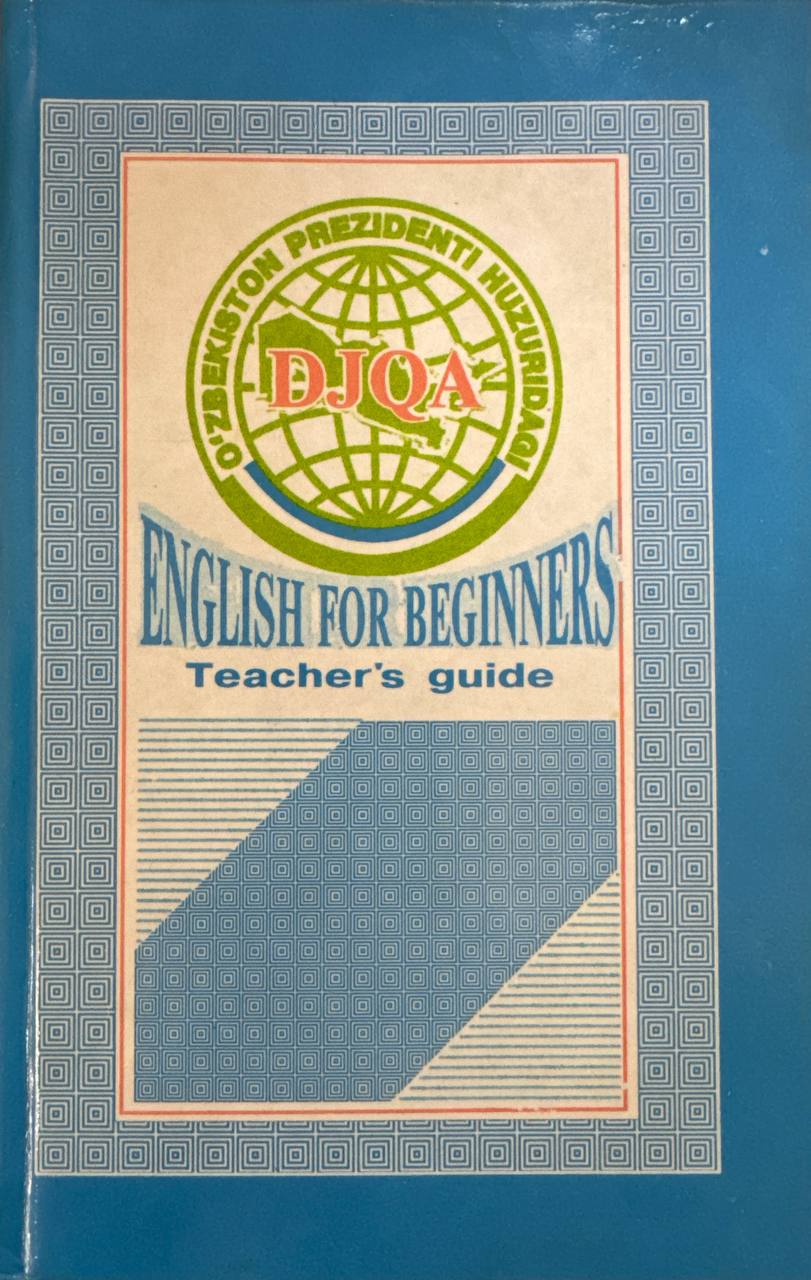 O'ZBEKISTON PREZIDENTI HUZURIDAGI
DJQA
ENGLISH FOR BEGINNERS
Teacher's guide